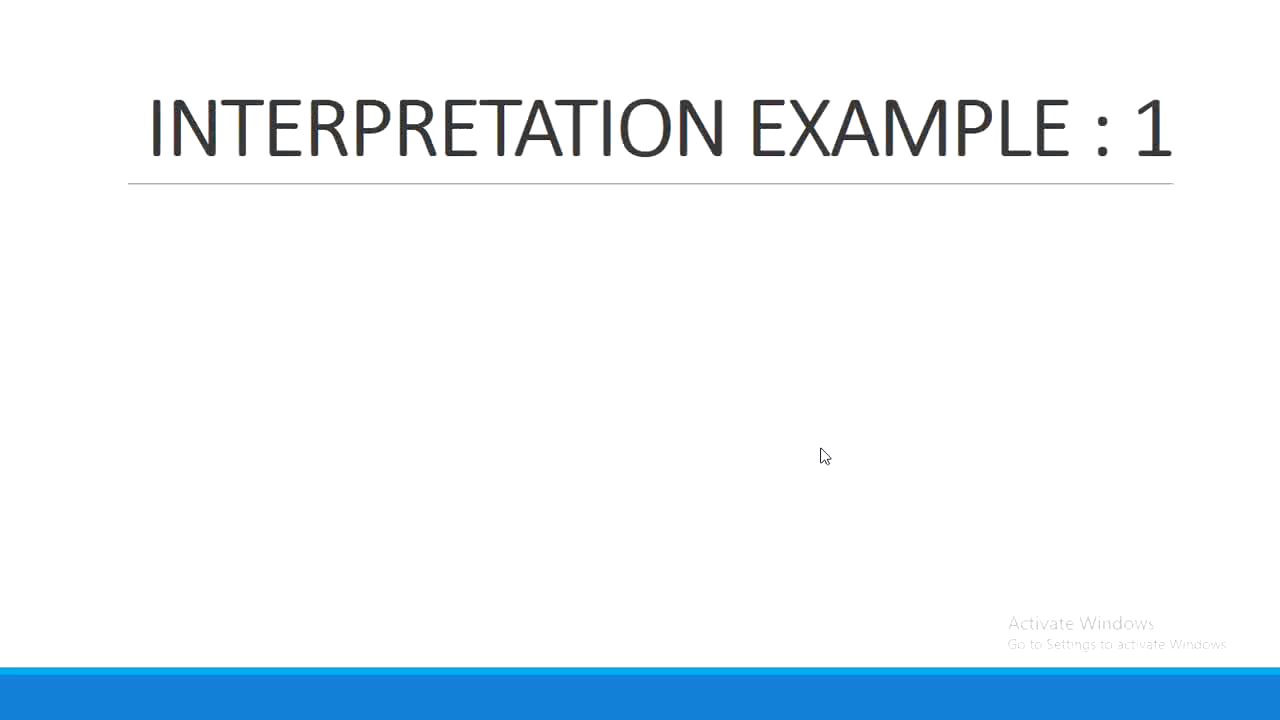 INTERPRETATION EXAMPLE : 1
Activate Windows
Go to Settings to activate Windows